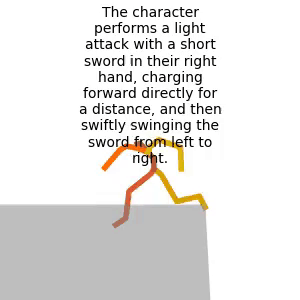 The character
performs a light
attack with a short
sword in their right
hand, charging
forward directly for
a distance, and then
swiftly swinging the
sword from left to
right.